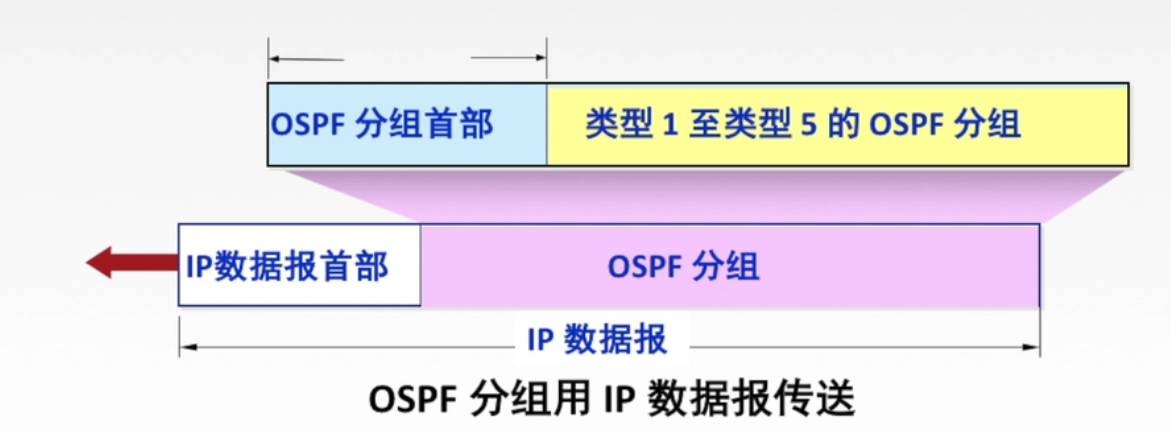 OSPF 分组首部
类型 1 至类型 5 的 OSPF 分组
IP数据报首部
OSPF 分组
IP 数据报
OSPF 分组用 IP 数据报传送